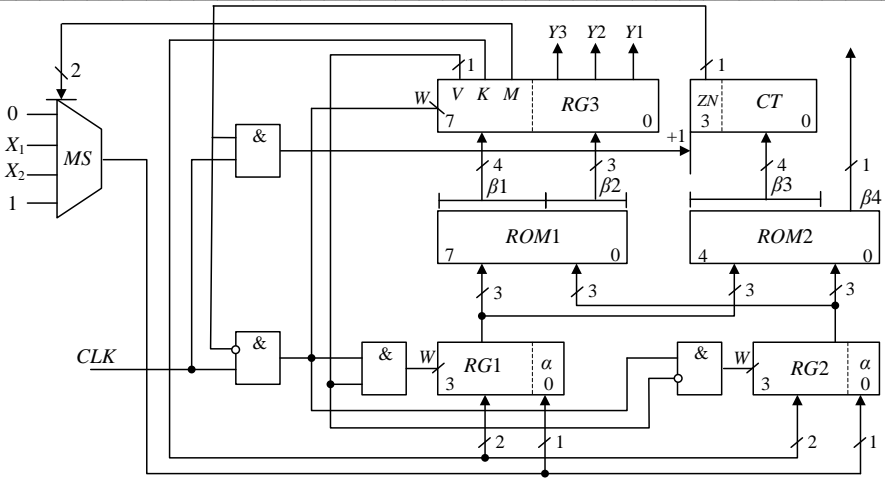 Y3 Y2 Y1
2 1 1
V K M RG3 ZN CT
W 7 0 3 0
0
X₁
X₂
1
MS
& +1
4 3 4 1
β1 β2 β3 β4
ROM1 ROM2
7 0 4 0
3 3 3 3
CLK
& & W RG1 α & W RG2 α
3 0 3 0
2 1 2 1